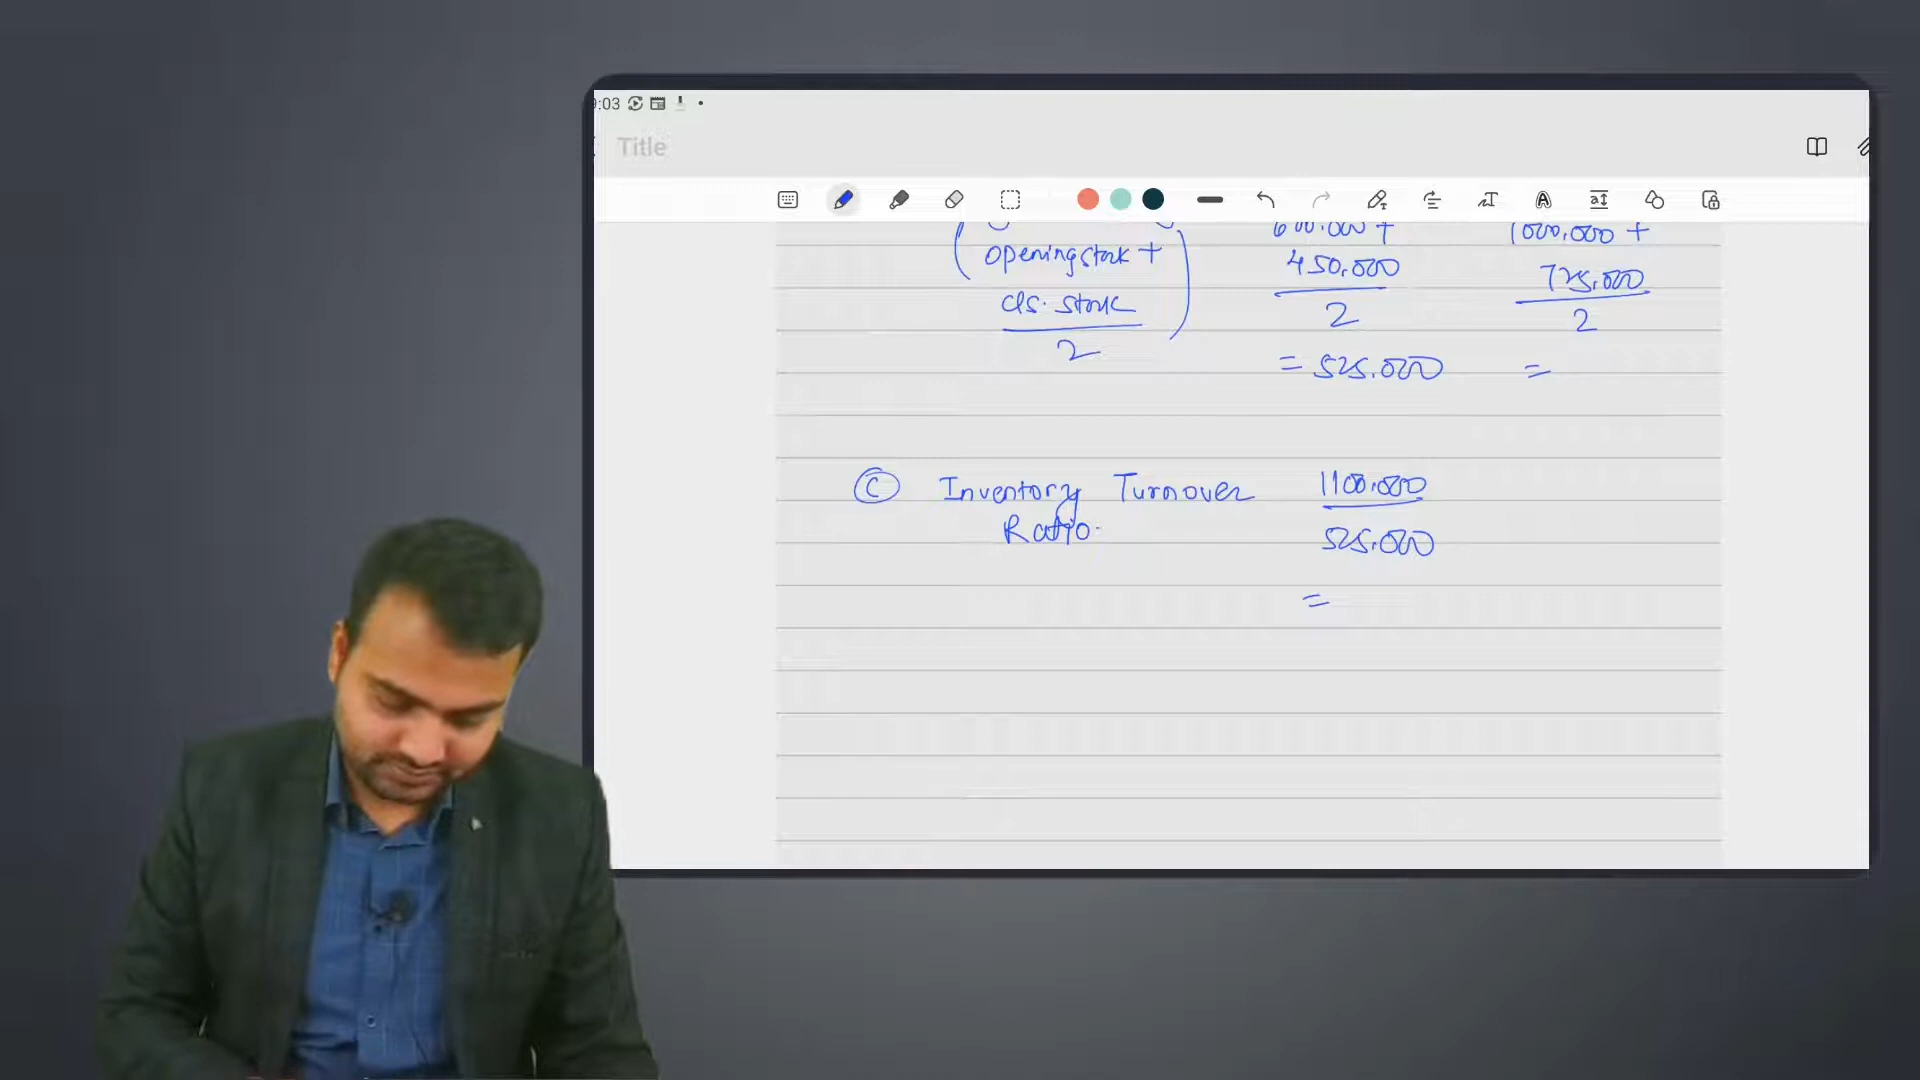 9:03
Title
600.000 + 1000.000 +
opening stock + 450.000 725.000
cls. stock 2 2
2
= 525.000 =
C Inventory Turnover 1100.000
Ratio. 525.000
=